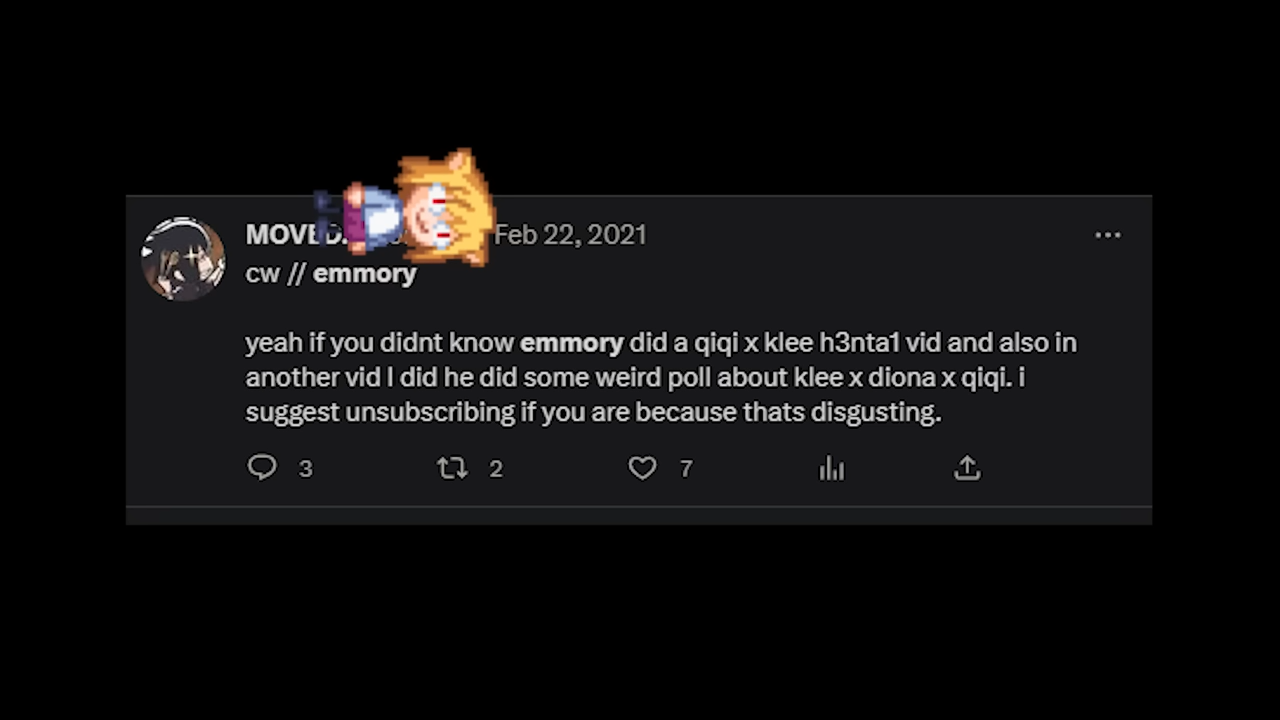 MOVED. Feb 22, 2021
cw // emmory
yeah if you didnt know emmory did a qiqi x klee h3nta1 vid and also in
another vid I did he did some weird poll about klee x diona x qiqi. i
suggest unsubscribing if you are because thats disgusting.
3 2 7